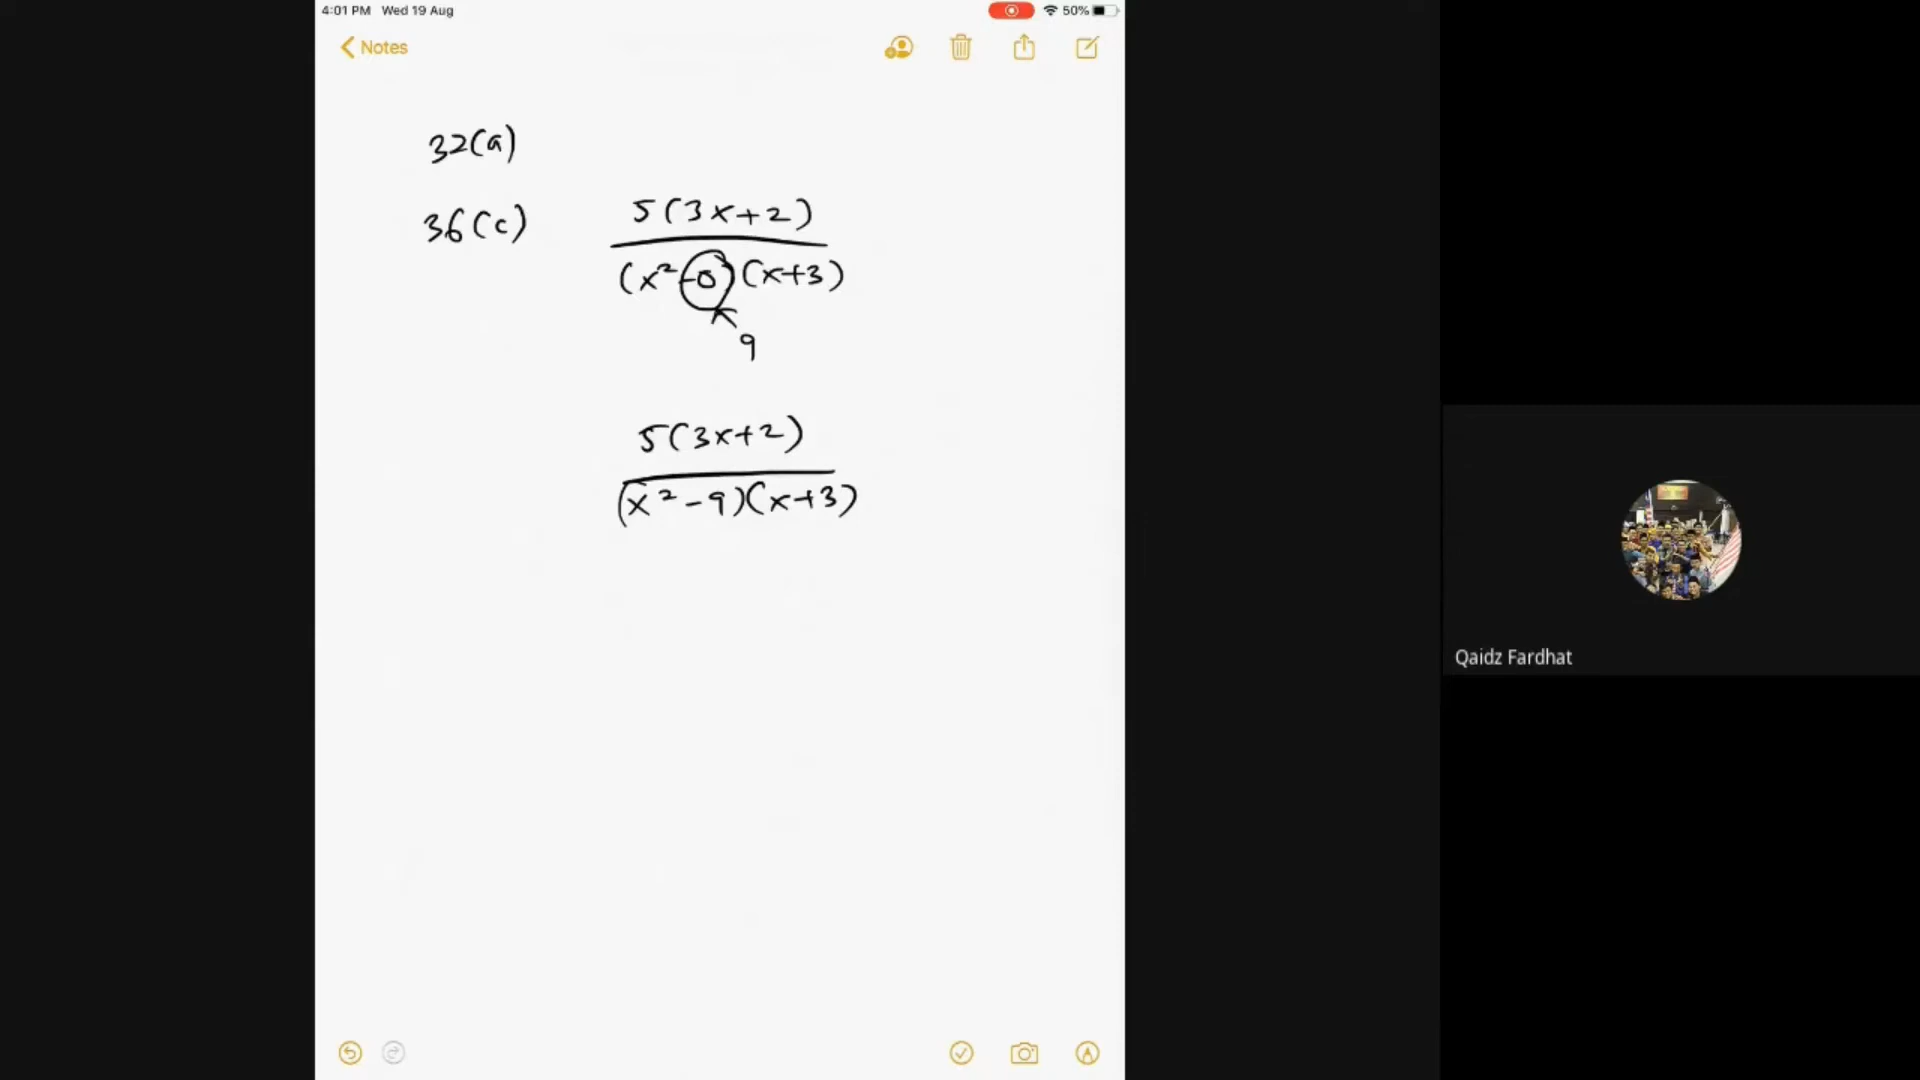 4:01 PM Wed 19 Aug
50%
Notes
32(a)
36(c)
5(3x+2)
(x²-0)(x+3)
9
5(3x+2)
(x²-9)(x+3)
Qaidz Fardhat